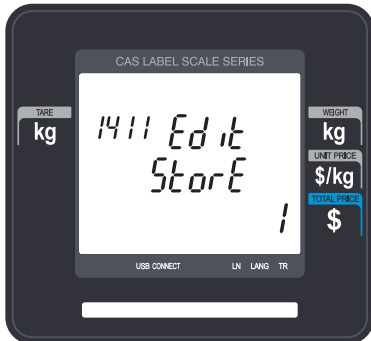 CAS LABEL SCALE SERIES
TARE
kg
1411 Edit
StorE
1
WEIGHT
kg
UNIT PRICE
$/kg
TOTAL PRICE
$
USB CONNECT LN LANG TR